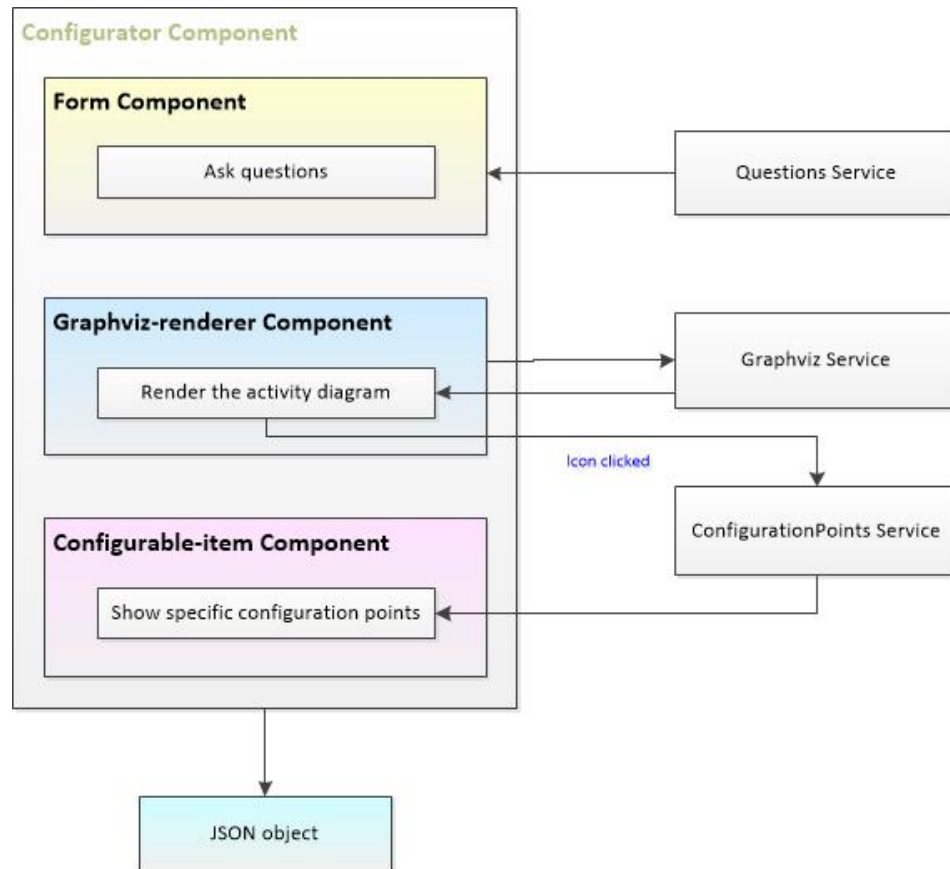 Configurator Component
Form Component
Ask questions
Questions Service
Graphviz-renderer Component
Render the activity diagram
Graphviz Service
Icon clicked
ConfigurationPoints Service
Configurable-item Component
Show specific configuration points
JSON object